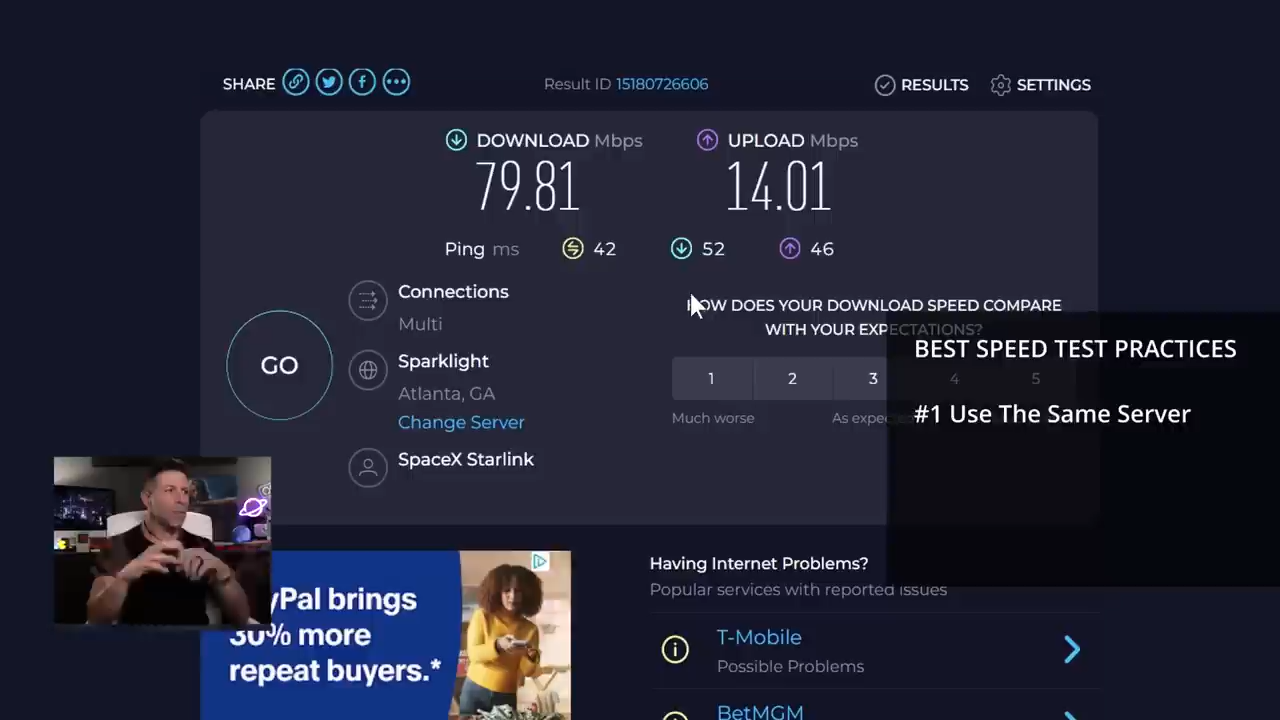 SHARE
Result ID 15180726606
RESULTS
SETTINGS
DOWNLOAD Mbps
79.81
UPLOAD Mbps
14.01
Ping ms
42
52
46
GO
Connections
Multi
Sparklight
Atlanta, GA
Change Server
SpaceX Starlink
HOW DOES YOUR DOWNLOAD SPEED COMPARE
WITH YOUR EXPECTATIONS?
1
2
3
4
5
Much worse
As expec
BEST SPEED TEST PRACTICES
#1 Use The Same Server
yPal brings
30% more
repeat buyers.*
Having Internet Problems?
Popular services with reported issues
T-Mobile
Possible Problems
BetMGM